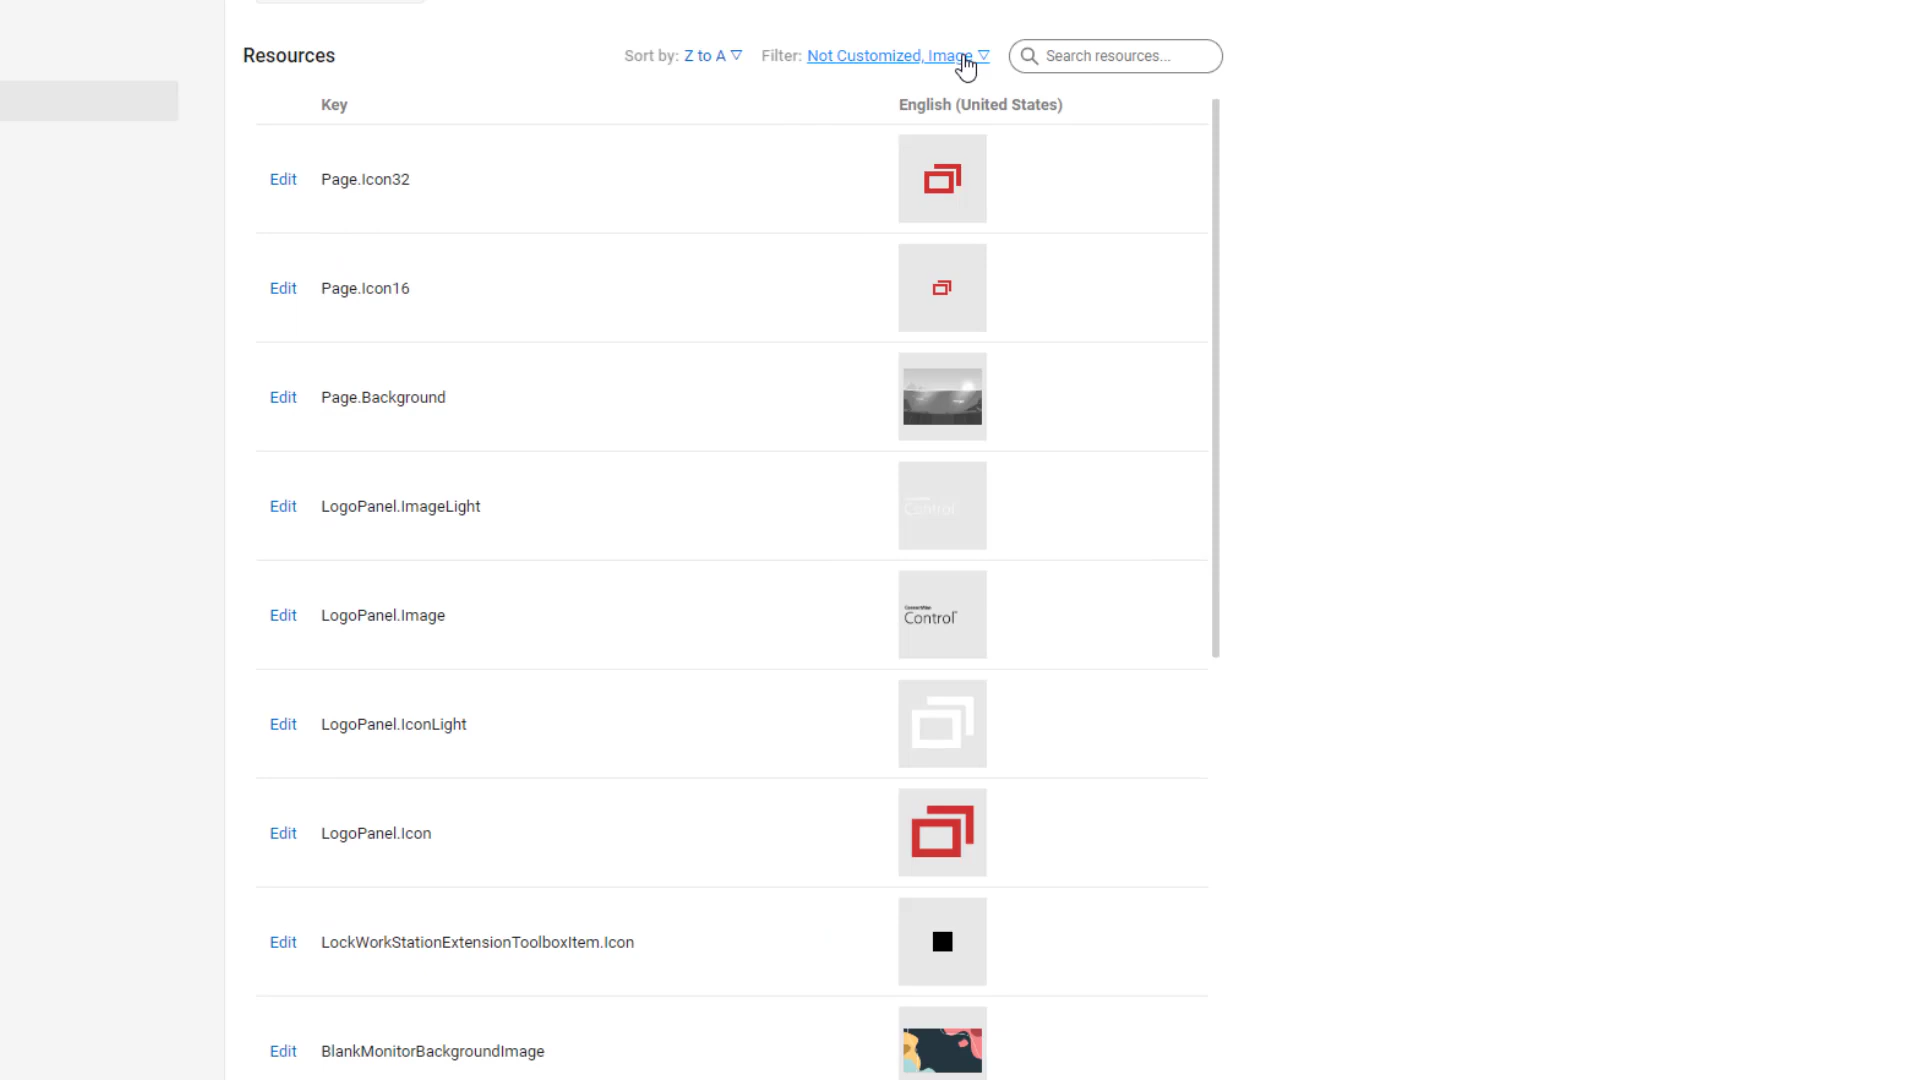 Resources
Sort by: Z to A
Filter: Not Customized, Image
Search resources...
Key
English (United States)
Edit
Page.Icon32
Edit
Page.Icon16
Edit
Page.Background
Edit
LogoPanel.ImageLight
Control
Edit
LogoPanel.Image
ConnectWise
Control
Edit
LogoPanel.IconLight
Edit
LogoPanel.Icon
Edit
LockWorkStationExtensionToolboxItem.Icon
Edit
BlankMonitorBackgroundImage